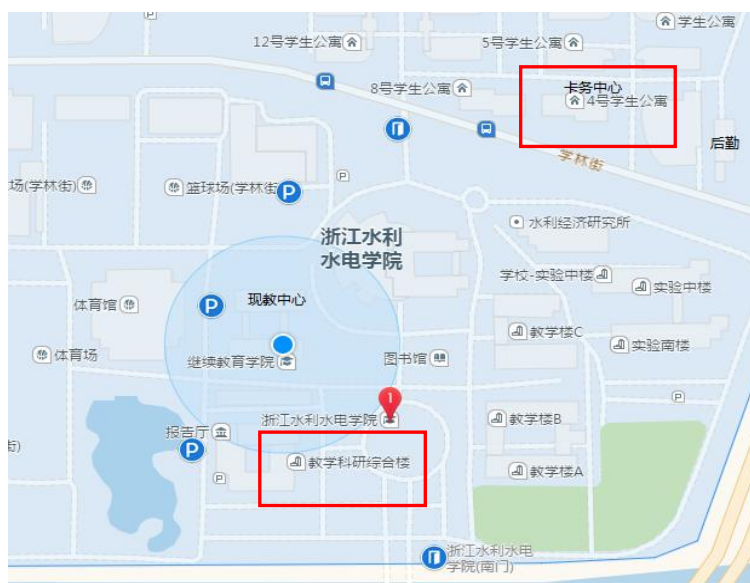 P
学生公寓
12号学生公寓
5号学生公寓
8号学生公寓
卡务中心
4号学生公寓
后勤
学林街
P
场(学林街)
篮球场(学林街
P
水利经济研究所
浙江水利
水电学院
学校-实验中楼
实验中楼
体育馆
P
现教中心
教学楼C
实验南楼
体育场
继续教育学院
图书馆
P
1
浙江水利水电学院
教学楼B
报告厅
P
教学科研综合楼
教学楼A
P
浙江水利水电
学院(南门)